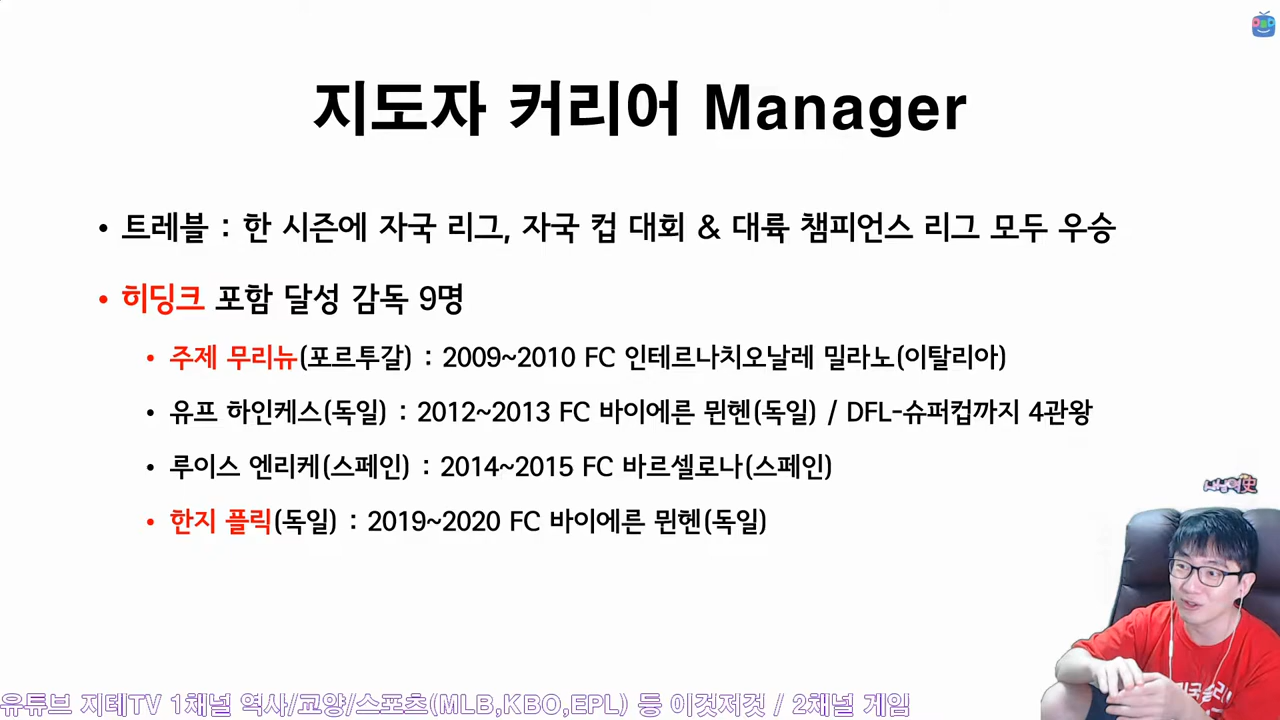 지도자 커리어 Manager
• 트레블 : 한 시즌에 자국 리그, 자국 컵 대회 & 대륙 챔피언스 리그 모두 우승
• 히딩크 포함 달성 감독 9명
• 주제 무리뉴(포르투갈) : 2009~2010 FC 인테르나치오날레 밀라노(이탈리아)
• 유프 하인케스(독일) : 2012~2013 FC 바이에른 뮌헨(독일) / DFL-슈퍼컵까지 4관왕
• 루이스 엔리케(스페인) : 2014~2015 FC 바르셀로나(스페인)
• 한지 플릭(독일) : 2019~2020 FC 바이에른 뮌헨(독일)
유튜브 지테TV 1채널 역사/교양/스포츠(MLB,KBO,EPL) 등 이것저것 / 2채널 게임